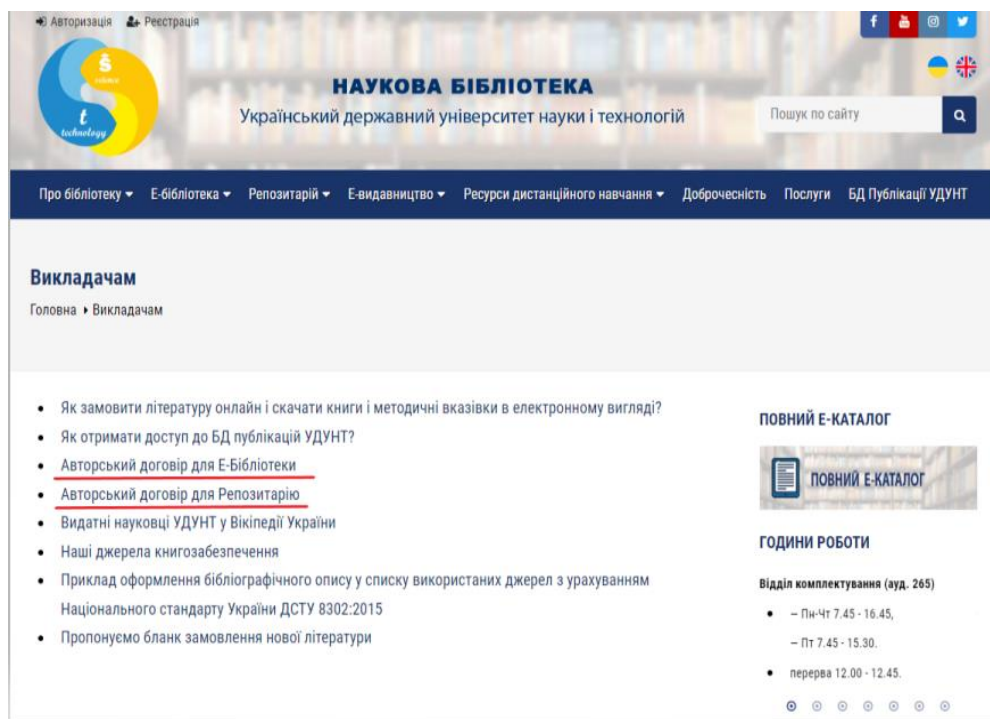 Авторизація Реєстрація
š
science
t
technology
НАУКОВА БІБЛІОТЕКА
Український державний університет науки і технологій
Пошук по сайту
Про бібліотеку Е-бібліотека Репозитарій Е-видавництво Ресурси дистанційного навчання Доброчесність Послуги БД Публікації УДУНТ
Викладачам
Головна Викладачам
Як замовити літературу онлайн і скачати книги і методичні вказівки в електронному вигляді?
Як отримати доступ до БД публікацій УДУНТ?
Авторський договір для Е-Бібліотеки
Авторський договір для Репозитарію
Видатні науковці УДУНТ у Вікіпедії України
Наші джерела книгозабезпечення
Приклад оформлення бібліографічного опису у списку використаних джерел з урахуванням
Національного стандарту України ДСТУ 8302:2015
Пропонуємо бланк замовлення нової літератури
ПОВНИЙ Е-КАТАЛОГ
ПОВНИЙ Е-КАТАЛОГ
ГОДИНИ РОБОТИ
Відділ комплектування (ауд. 265)
– Пн-Чт 7.45 - 16.45,
– Пт 7.45 - 15.30.
перерва 12.00 - 12.45.